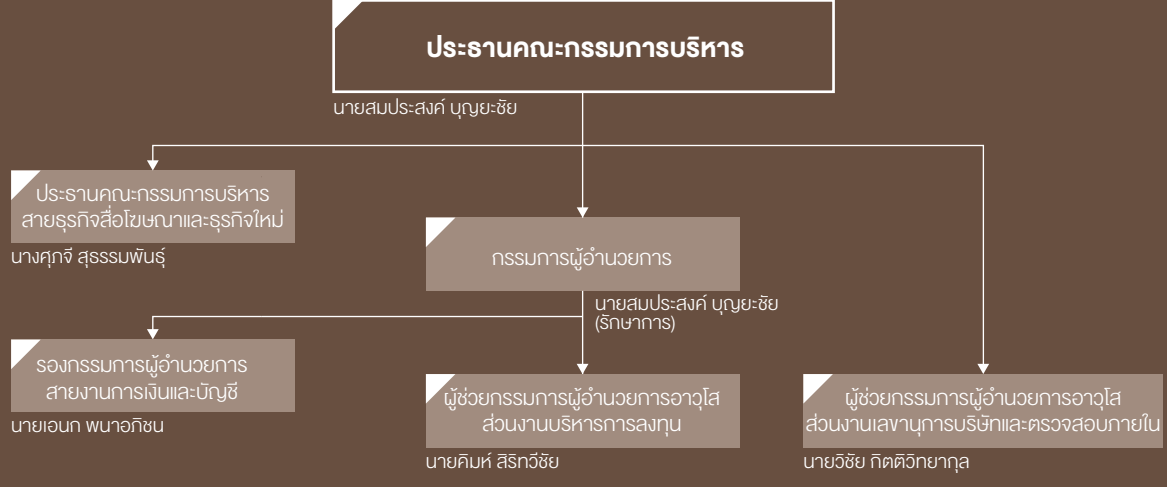 ประธานคณะกรรมการบริหาร
นายสมประสงค์ บุญยะชัย
ประธานคณะกรรมการบริหาร
สายธุรกิจสื่อโฆษณาและธุรกิจใหม่
นางศุภจี สุธรรมพันธุ์
กรรมการผู้อำนวยการ
นายสมประสงค์ บุญยะชัย
(รักษาการ)
รองกรรมการผู้อำนวยการ
สายงานการเงินและบัญชี
นายเอนก พนาอภิชน
ผู้ช่วยกรรมการผู้อำนวยการอาวุโส
ส่วนงานบริหารการลงทุน
นายคิมห์ สิริทวีชัย
ผู้ช่วยกรรมการผู้อำนวยการอาวุโส
ส่วนงานเลขานุการบริษัทและตรวจสอบภายใน
นายวิชัย กิตติวิทยากุล